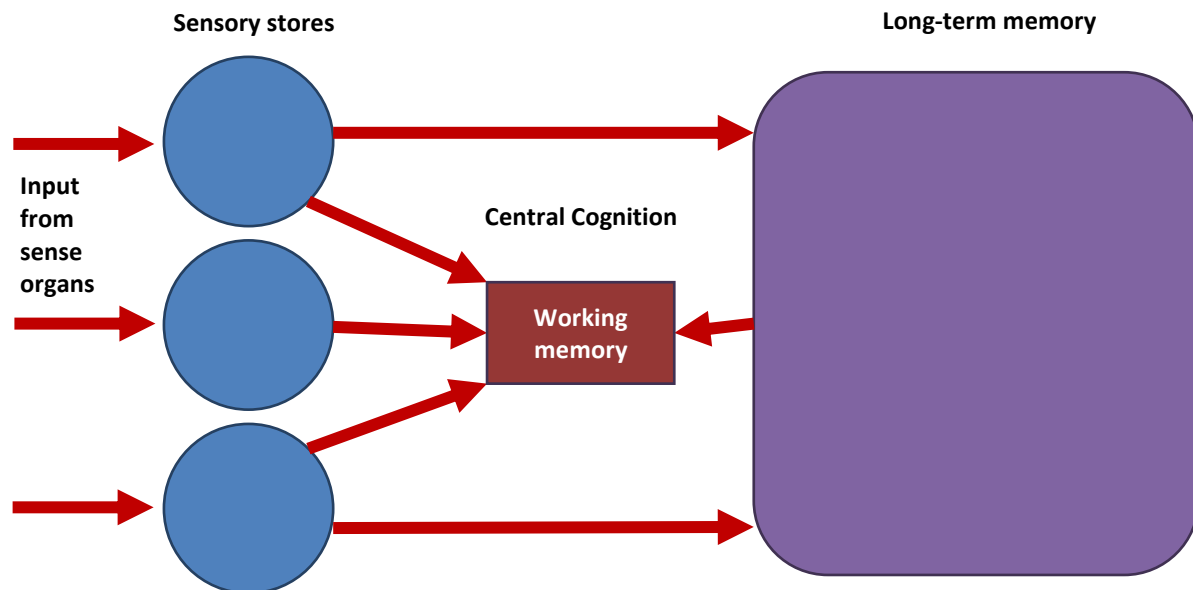 Sensory stores
Long-term memory
Input
from
sense
organs
Central Cognition
Working
memory